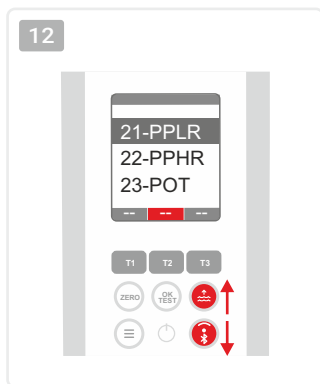 12
21-PPLR
22-PPHR
23-POT
-- -- --
T1 T2 T3
ZERO OK TEST